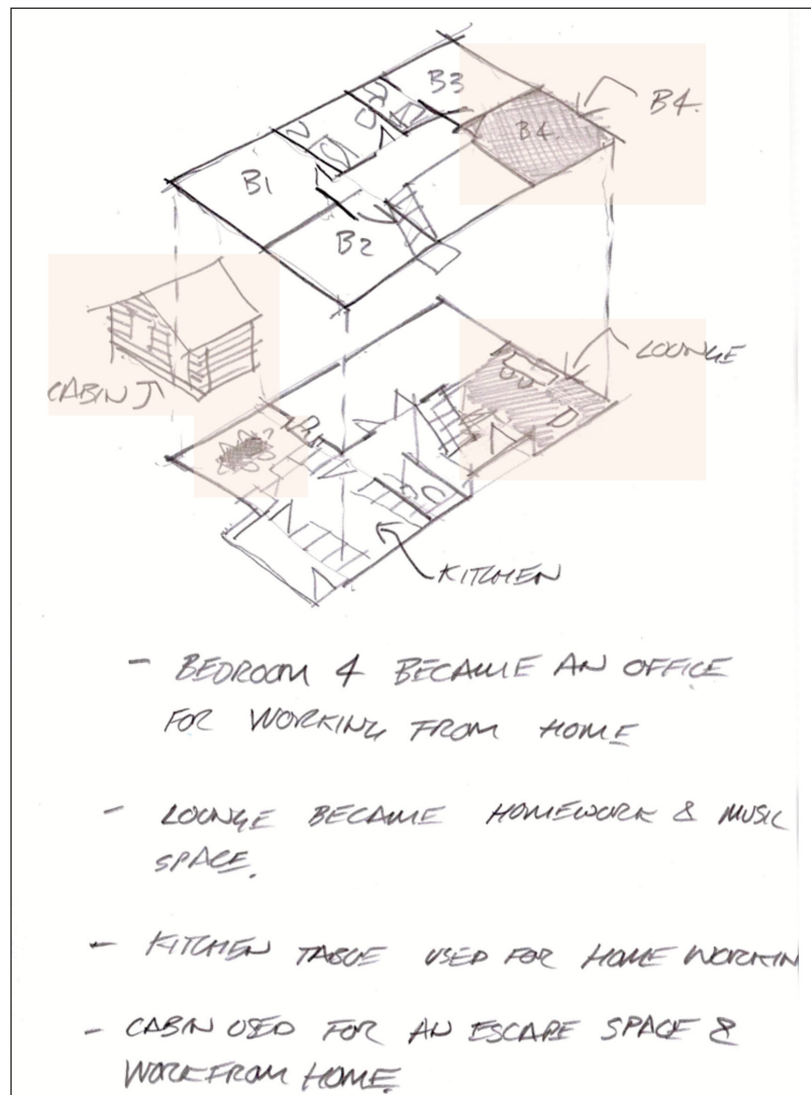 B3
B4.
B4.
B1
B2
LOUNGE
CABIN
KITCHEN
- BEDROOM 4 BECAME AN OFFICE
FOR WORKING FROM HOME
- LOUNGE BECAME HOMEWORK & MUSIC
SPACE.
- KITCHEN TABLE USED FOR HOME WORKIN
- CABIN USED FOR AN ESCAPE SPACE &
WORK FROM HOME.